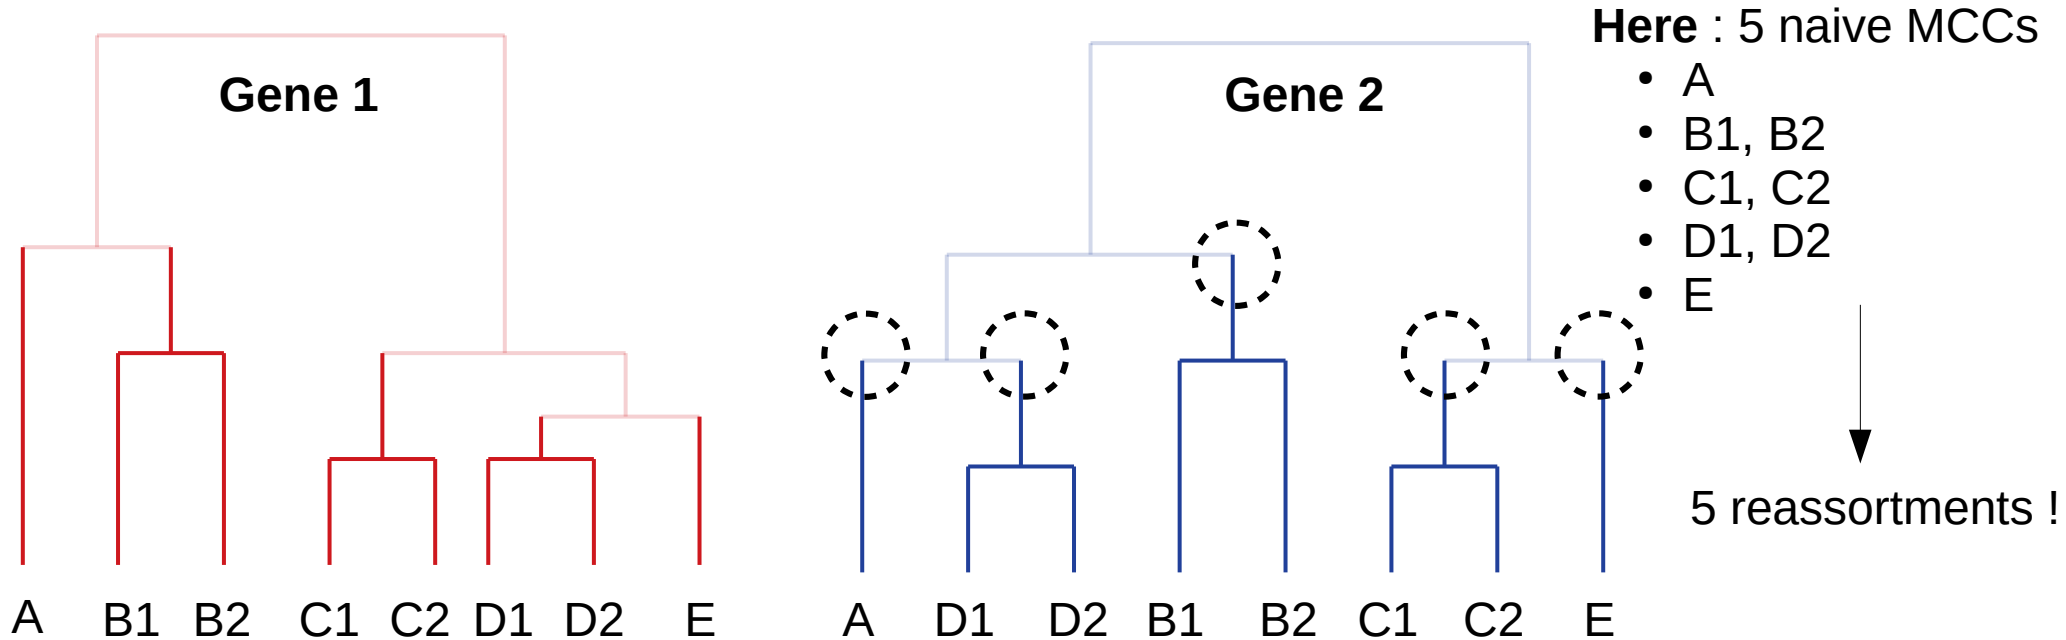 Gene 1
Gene 2
Here : 5 naive MCCs
• A
• B1, B2
• C1, C2
• D1, D2
• E
5 reassortments !
A B1 B2 C1 C2 D1 D2 E
A D1 D2 B1 B2 C1 C2 E